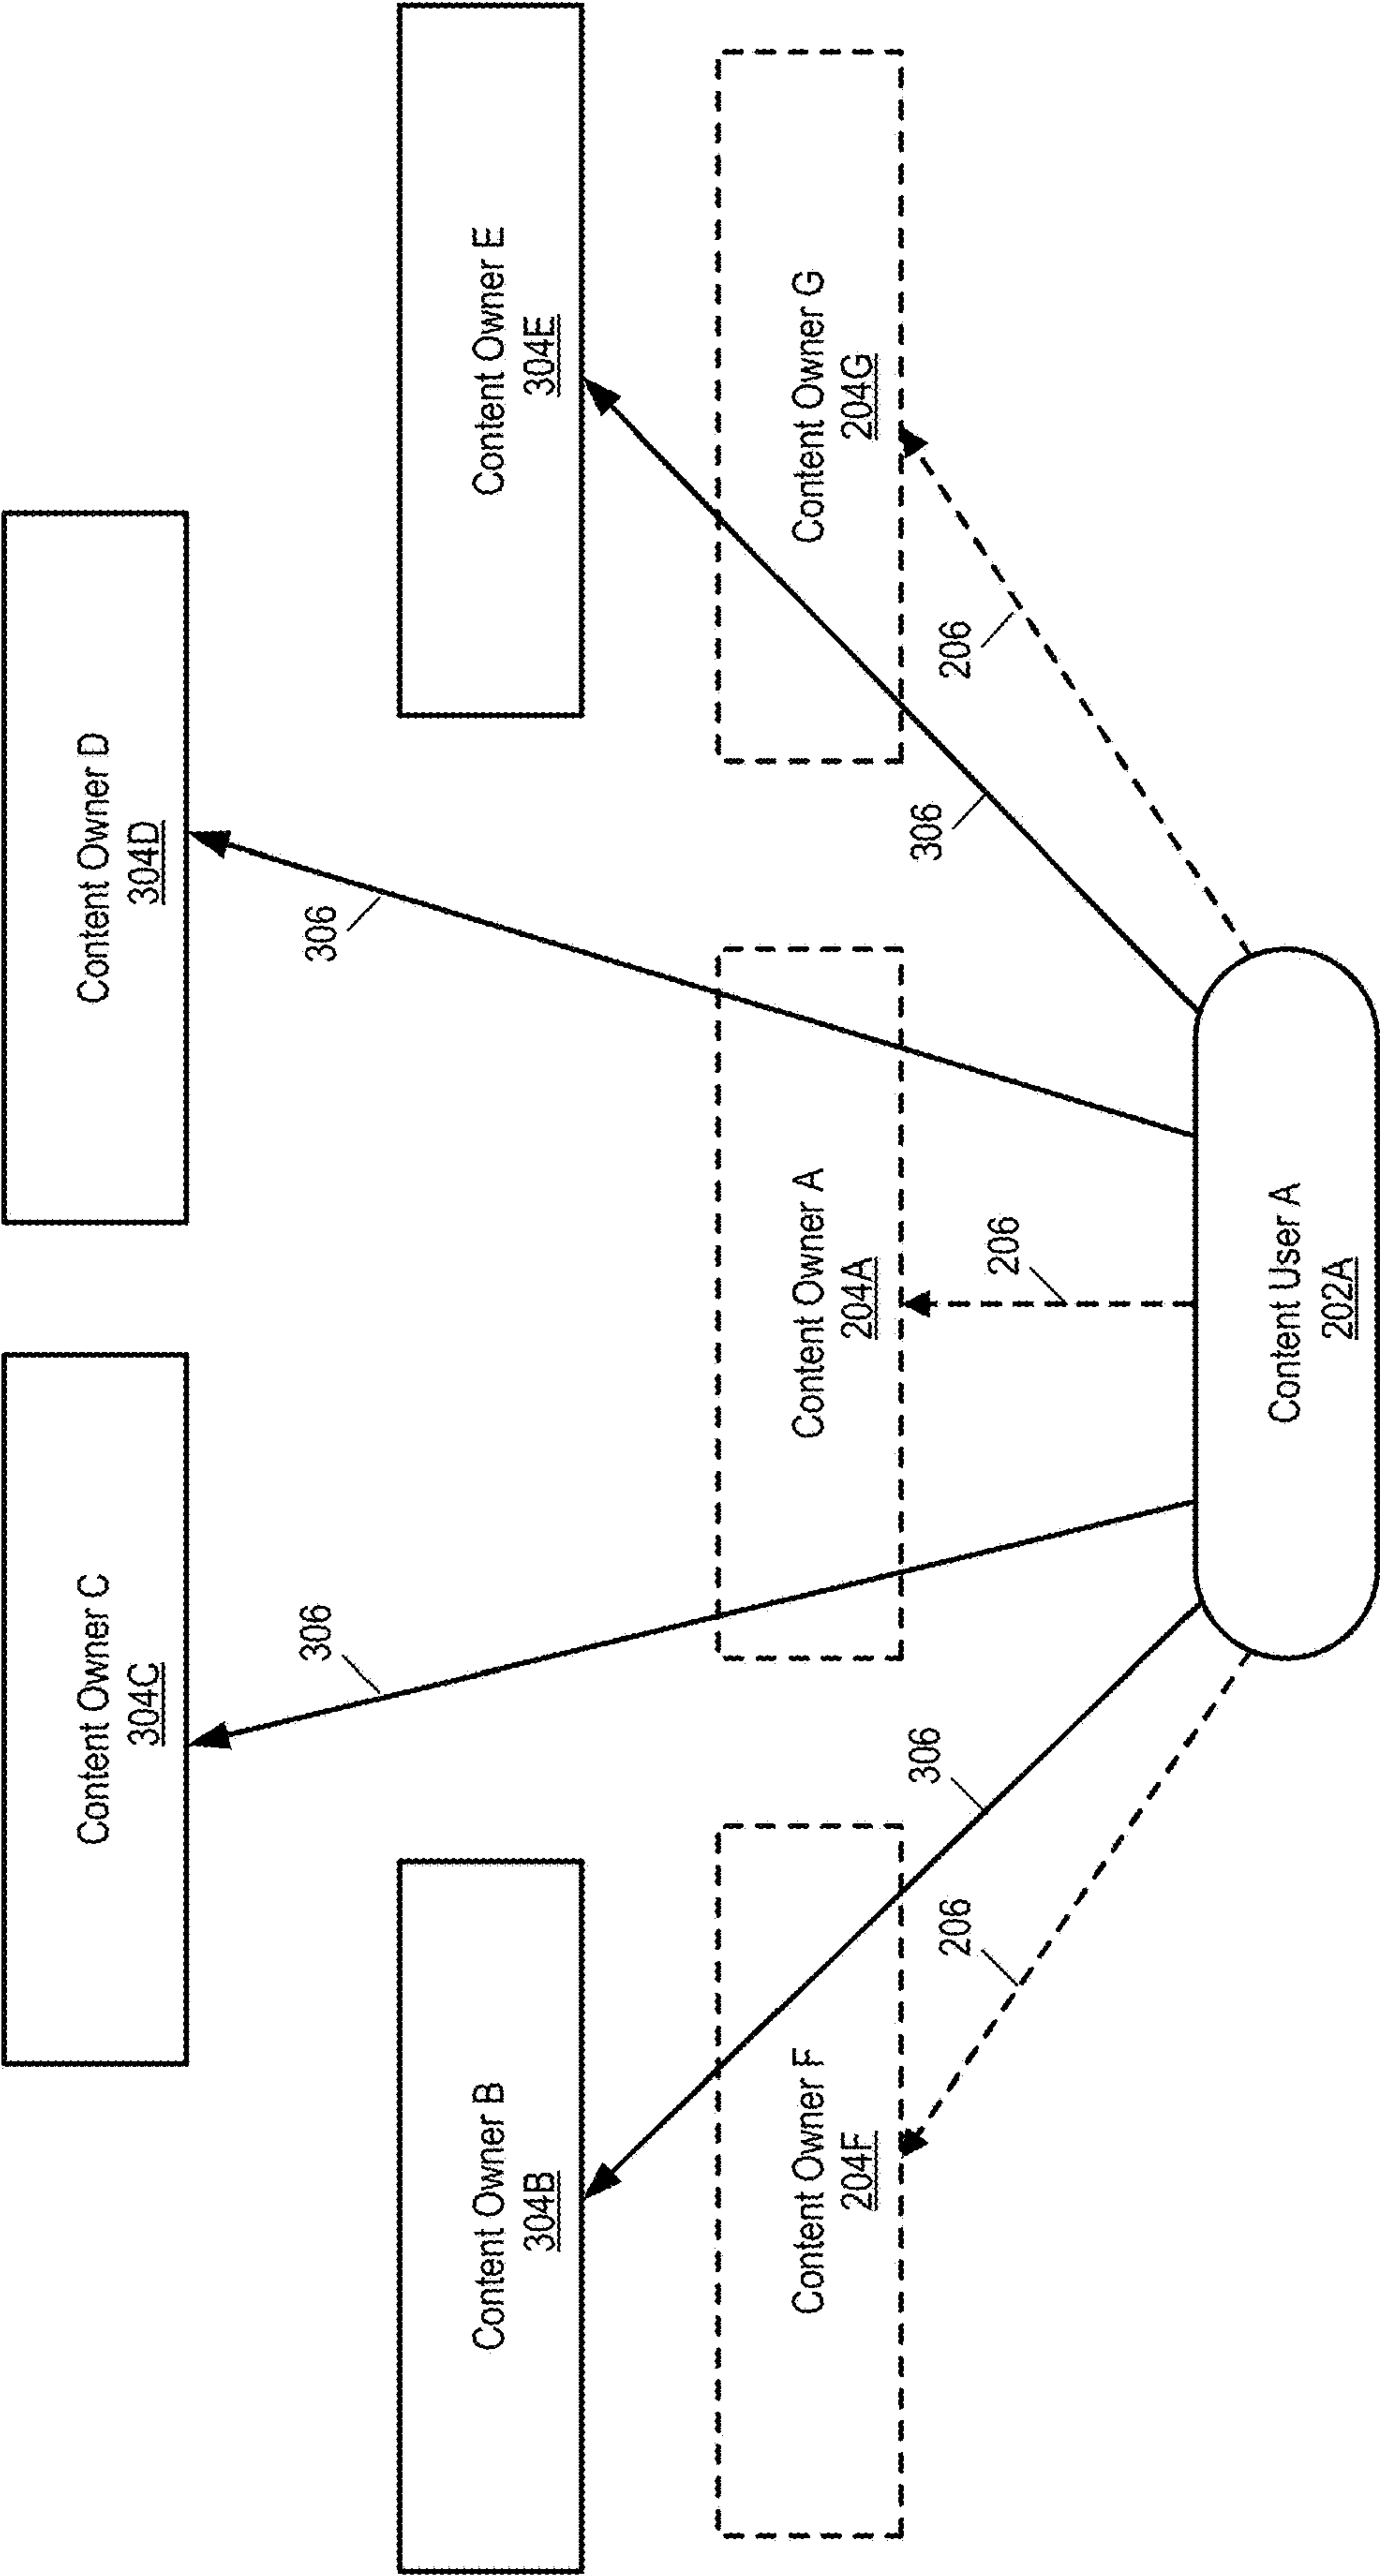 Content Owner C
304C
Content Owner D
304D
306
306
Content Owner B
304B
Content Owner E
304E
Content Owner F
204F
Content Owner A
204A
Content Owner G
204G
206
306
206
306
206
Content User A
202A